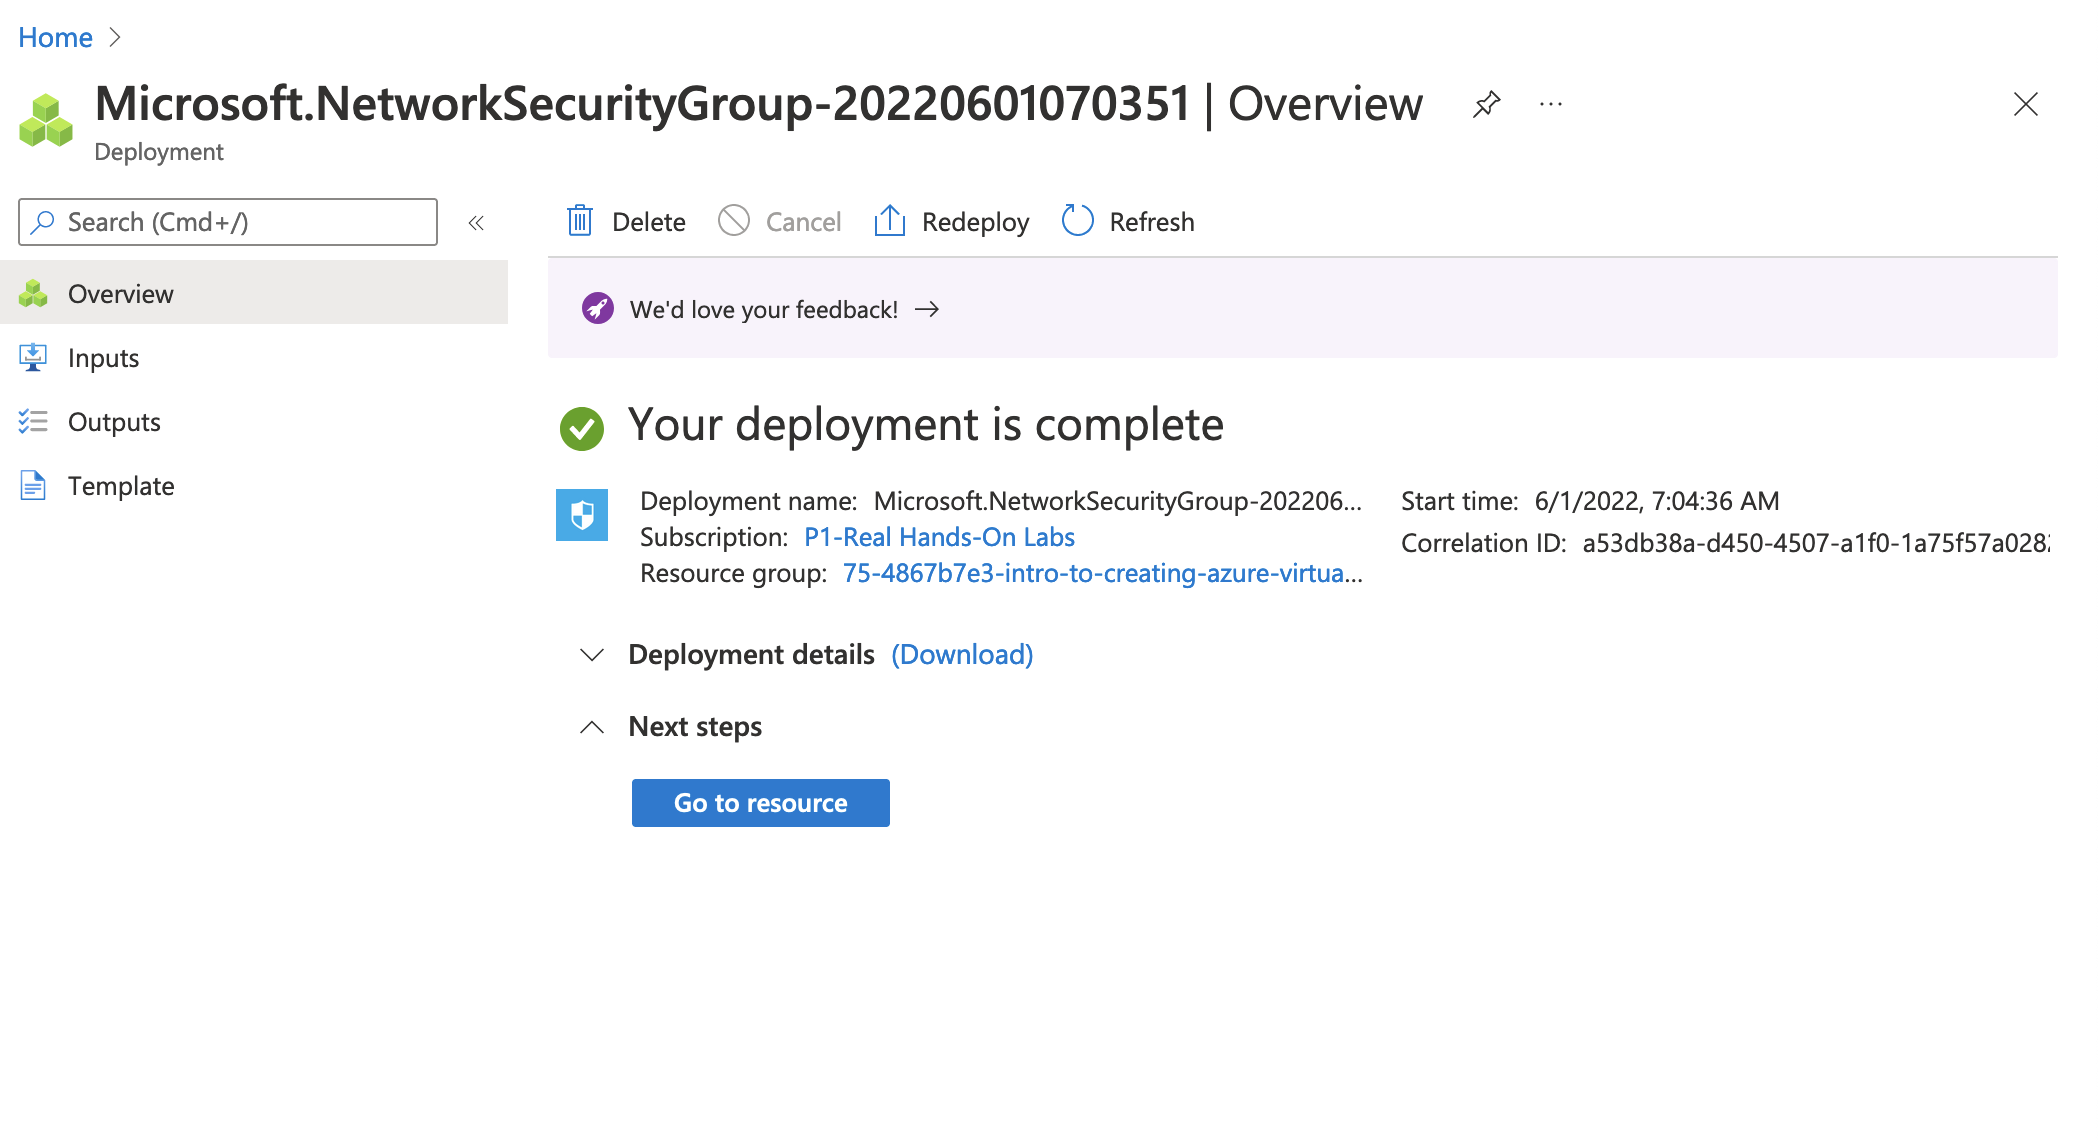 Home
Microsoft.NetworkSecurityGroup-20220601070351 | Overview
Deployment
Search (Cmd+/)
Delete Cancel Redeploy Refresh
Overview
Inputs
Outputs
Template
We'd love your feedback!
Your deployment is complete
Deployment name: Microsoft.NetworkSecurityGroup-202206...
Subscription: P1-Real Hands-On Labs
Resource group: 75-4867b7e3-intro-to-creating-azure-virtua...
Start time: 6/1/2022, 7:04:36 AM
Correlation ID: a53db38a-d450-4507-a1f0-1a75f57a028
Deployment details (Download)
Next steps
Go to resource